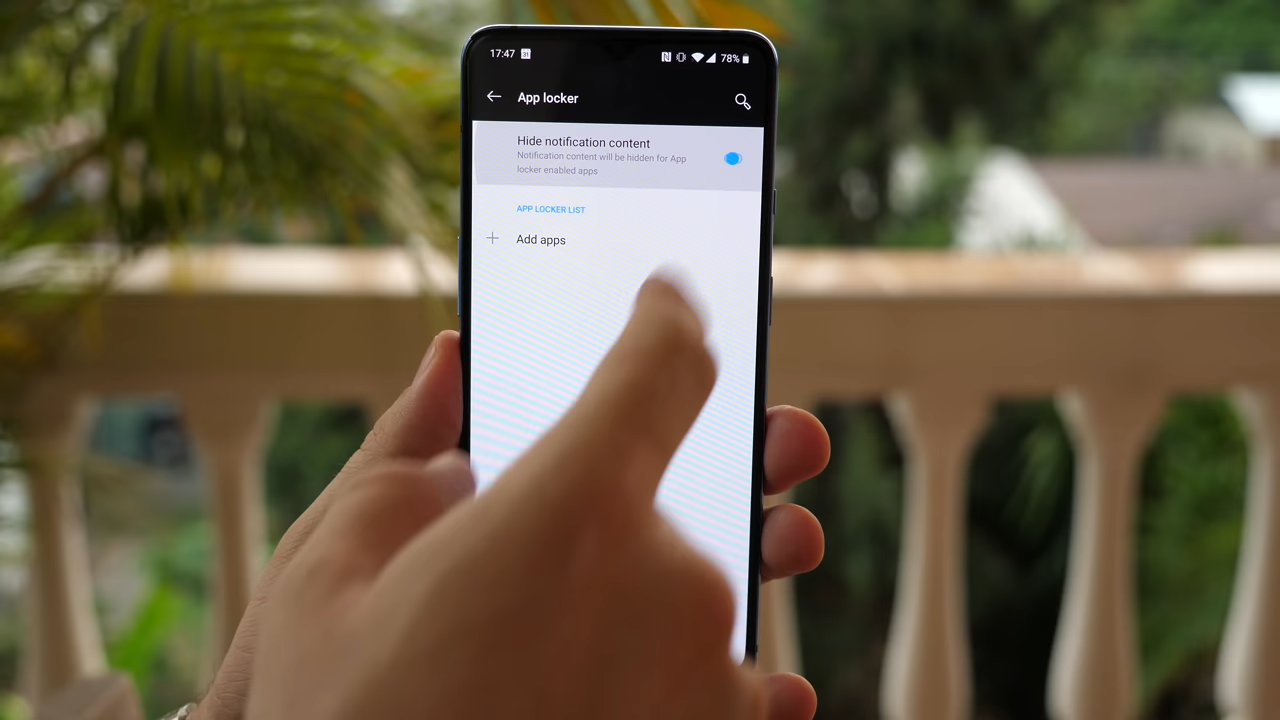 17:47 31 78%
App locker
Hide notification content
Notification content will be hidden for App
locker enabled apps
APP LOCKER LIST
Add apps